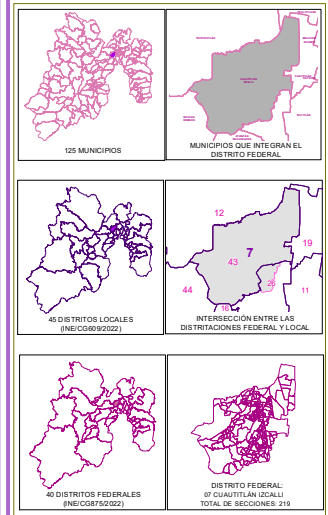 125 MUNICIPIOS
MUNICIPIOS QUE INTEGRAN EL
DISTRITO FEDERAL
45 DISTRITOS LOCALES
(INE/CG609/2022)
12
7
19
43
26
44
11
16
INTERSECCIÓN ENTRE LAS
DISTRITACIONES FEDERAL Y LOCAL
40 DISTRITOS FEDERALES
(INE/CG875/2022)
DISTRITO FEDERAL:
07 CUAUTITLÁN IZCALLI
TOTAL DE SECCIONES: 219